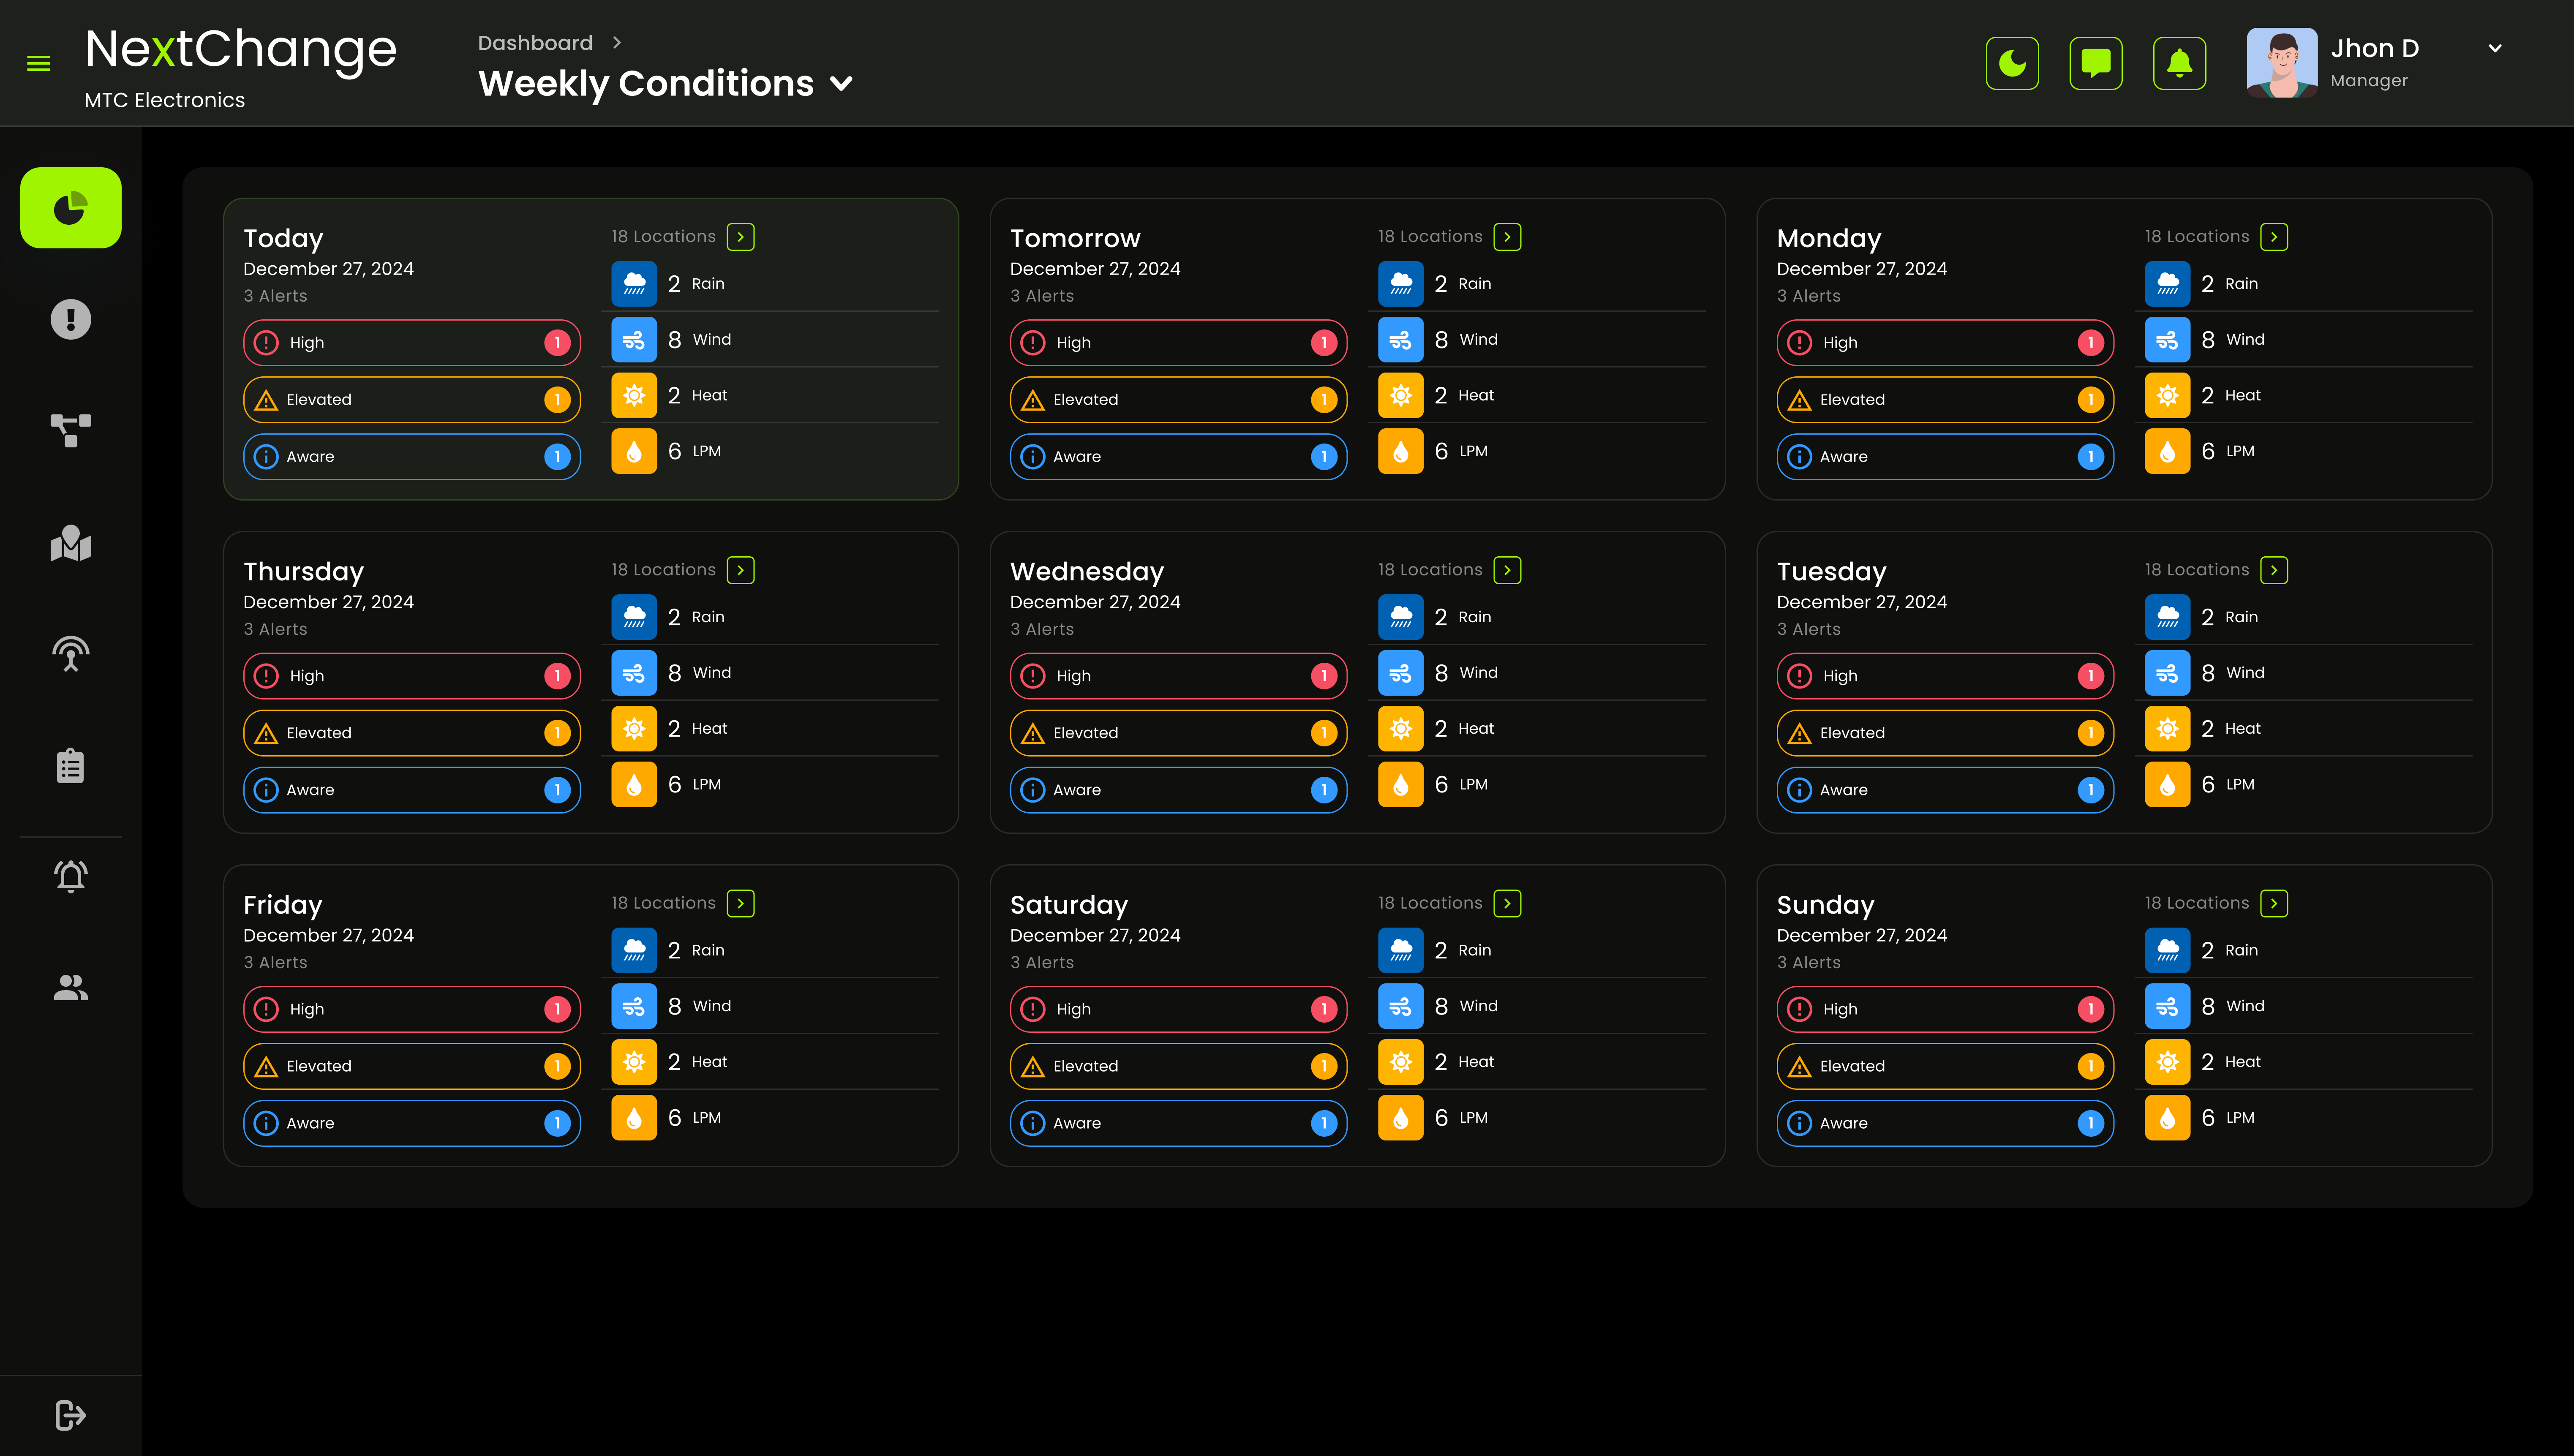 NextChange
MTC Electronics
Dashboard
Weekly Conditions
Jhon D
Manager
Today
December 27, 2024
3 Alerts
High 1
Elevated 1
Aware 1
18 Locations
2 Rain
8 Wind
2 Heat
6 LPM
Tomorrow
December 27, 2024
3 Alerts
High 1
Elevated 1
Aware 1
18 Locations
2 Rain
8 Wind
2 Heat
6 LPM
Monday
December 27, 2024
3 Alerts
High 1
Elevated 1
Aware 1
18 Locations
2 Rain
8 Wind
2 Heat
6 LPM
Thursday
December 27, 2024
3 Alerts
High 1
Elevated 1
Aware 1
18 Locations
2 Rain
8 Wind
2 Heat
6 LPM
Wednesday
December 27, 2024
3 Alerts
High 1
Elevated 1
Aware 1
18 Locations
2 Rain
8 Wind
2 Heat
6 LPM
Tuesday
December 27, 2024
3 Alerts
High 1
Elevated 1
Aware 1
18 Locations
2 Rain
8 Wind
2 Heat
6 LPM
Friday
December 27, 2024
3 Alerts
High 1
Elevated 1
Aware 1
18 Locations
2 Rain
8 Wind
2 Heat
6 LPM
Saturday
December 27, 2024
3 Alerts
High 1
Elevated 1
Aware 1
18 Locations
2 Rain
8 Wind
2 Heat
6 LPM
Sunday
December 27, 2024
3 Alerts
High 1
Elevated 1
Aware 1
18 Locations
2 Rain
8 Wind
2 Heat
6 LPM